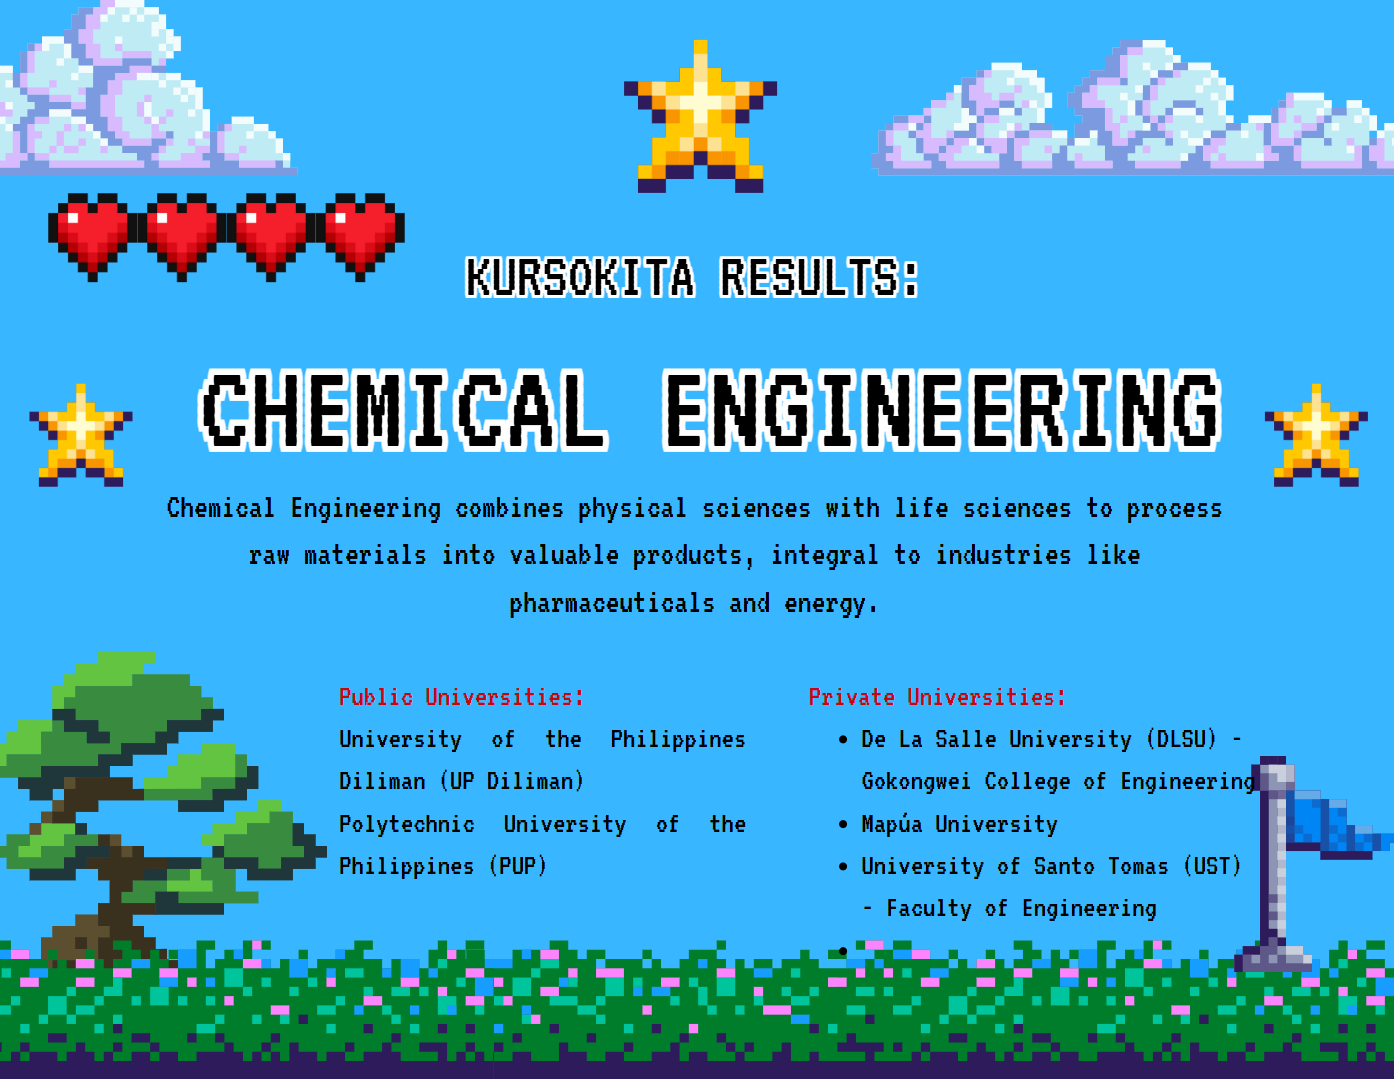 KURSOKITA RESULTS:
CHEMICAL ENGINEERING
Chemical Engineering combines physical sciences with life sciences to process
raw materials into valuable products, integral to industries like
pharmaceuticals and energy.
Public Universities:
University of the Philippines
Diliman (UP Diliman)
Polytechnic University of the
Philippines (PUP)
Private Universities:
• De La Salle University (DLSU) -
Gokongwei College of Engineering
• Mapúa University
• University of Santo Tomas (UST)
- Faculty of Engineering
•